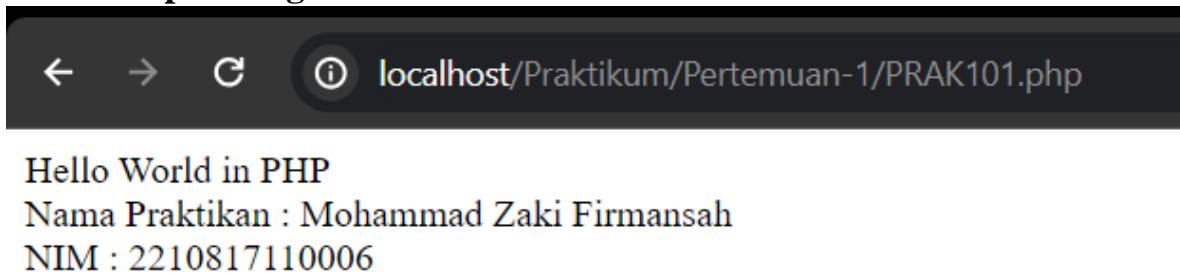 localhost/Praktikum/Pertemuan-1/PRAK101.php
Hello World in PHP
Nama Praktikan : Mohammad Zaki Firmansah
NIM : 2210817110006